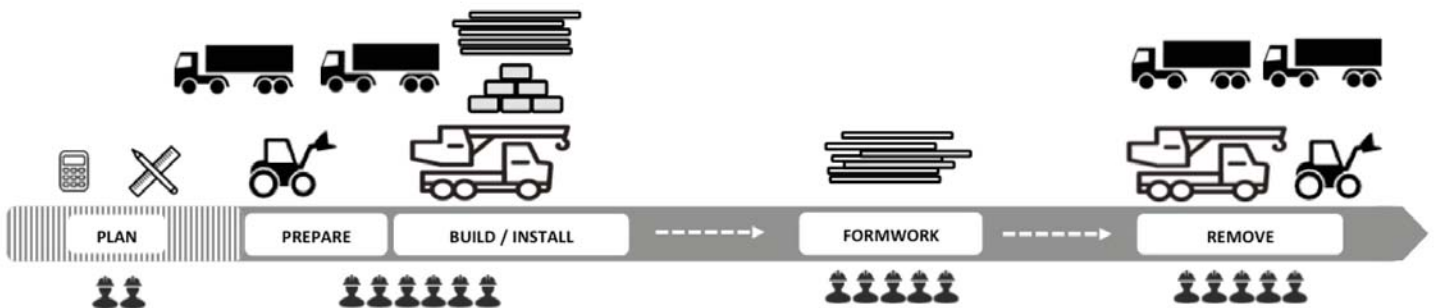 PLAN
PREPARE
BUILD / INSTALL
FORMWORK
REMOVE